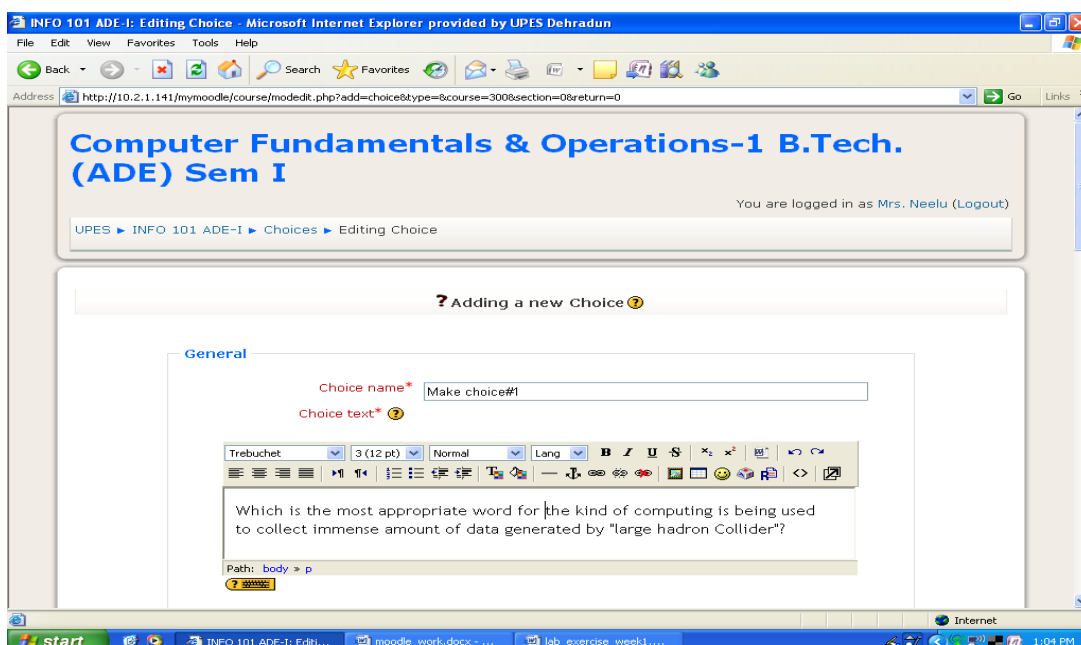 INFO 101 ADE-I: Editing Choice - Microsoft Internet Explorer provided by UPES Dehradun
File Edit View Favorites Tools Help
Back Search Favorites
Address http://10.2.1.141/mymoodle/course/modedit.php?add=choice&type=&course=300&section=0&return=0 Go Links
Computer Fundamentals & Operations-1 B.Tech.
(ADE) Sem I
You are logged in as Mrs. Neelu (Logout)
UPES ► INFO 101 ADE-I ► Choices ► Editing Choice
? Adding a new Choice ?
General
Choice name* Make choice#1
Choice text* ?
Trebuchet 3 (12 pt) Normal Lang B I U S x₂ x²
Which is the most appropriate word for the kind of computing is being used
to collect immense amount of data generated by "large hadron Collider"?
Path: body » p
?
Internet
start INFO 101 ADE-I: Editi... moodle_work.docx - ... lab_exercise_week1.... 1:04 PM